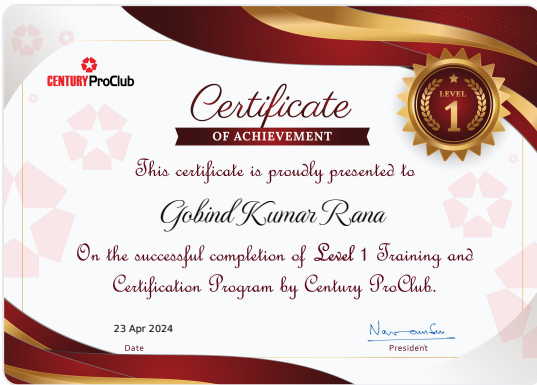 CENTURY ProClub
Certificate
OF ACHIEVEMENT
LEVEL
1
This certificate is proudly presented to
Gobind Kumar Rana
On the successful completion of Level 1 Training and
Certification Program by Century ProClub.
23 Apr 2024
Date
President